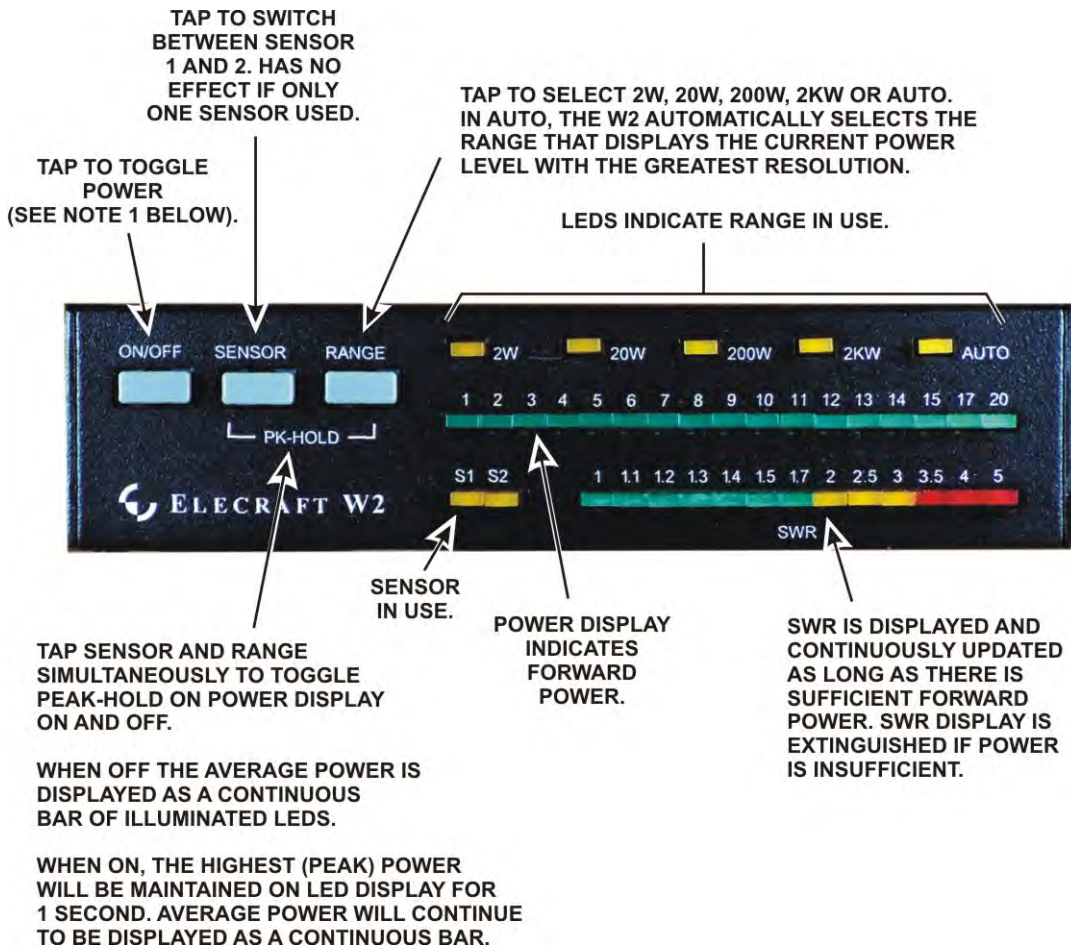 TAP TO SWITCH
BETWEEN SENSOR
1 AND 2. HAS NO
EFFECT IF ONLY
ONE SENSOR USED.
TAP TO SELECT 2W, 20W, 200W, 2KW OR AUTO.
IN AUTO, THE W2 AUTOMATICALLY SELECTS THE
RANGE THAT DISPLAYS THE CURRENT POWER
LEVEL WITH THE GREATEST RESOLUTION.
TAP TO TOGGLE
POWER
(SEE NOTE 1 BELOW).
LEDS INDICATE RANGE IN USE.
ON/OFF SENSOR RANGE
2W 20W 200W 2KW AUTO
1 2 3 4 5 6 7 8 9 10 11 12 13 14 15 17 20
PK-HOLD
S1 S2 1 1.1 1.2 1.3 1.4 1.5 1.7 2 2.5 3 3.5 4 5
ELECRAFT W2
SWR
SENSOR
IN USE.
POWER DISPLAY
INDICATES
FORWARD
POWER.
SWR IS DISPLAYED AND
CONTINUOUSLY UPDATED
AS LONG AS THERE IS
SUFFICIENT FORWARD
POWER. SWR DISPLAY IS
EXTINGUISHED IF POWER
IS INSUFFICIENT.
TAP SENSOR AND RANGE
SIMULTANEOUSLY TO TOGGLE
PEAK-HOLD ON POWER DISPLAY
ON AND OFF.
WHEN OFF THE AVERAGE POWER IS
DISPLAYED AS A CONTINUOUS
BAR OF ILLUMINATED LEDS.
WHEN ON, THE HIGHEST (PEAK) POWER
WILL BE MAINTAINED ON LED DISPLAY FOR
1 SECOND. AVERAGE POWER WILL CONTINUE
TO BE DISPLAYED AS A CONTINUOUS BAR.